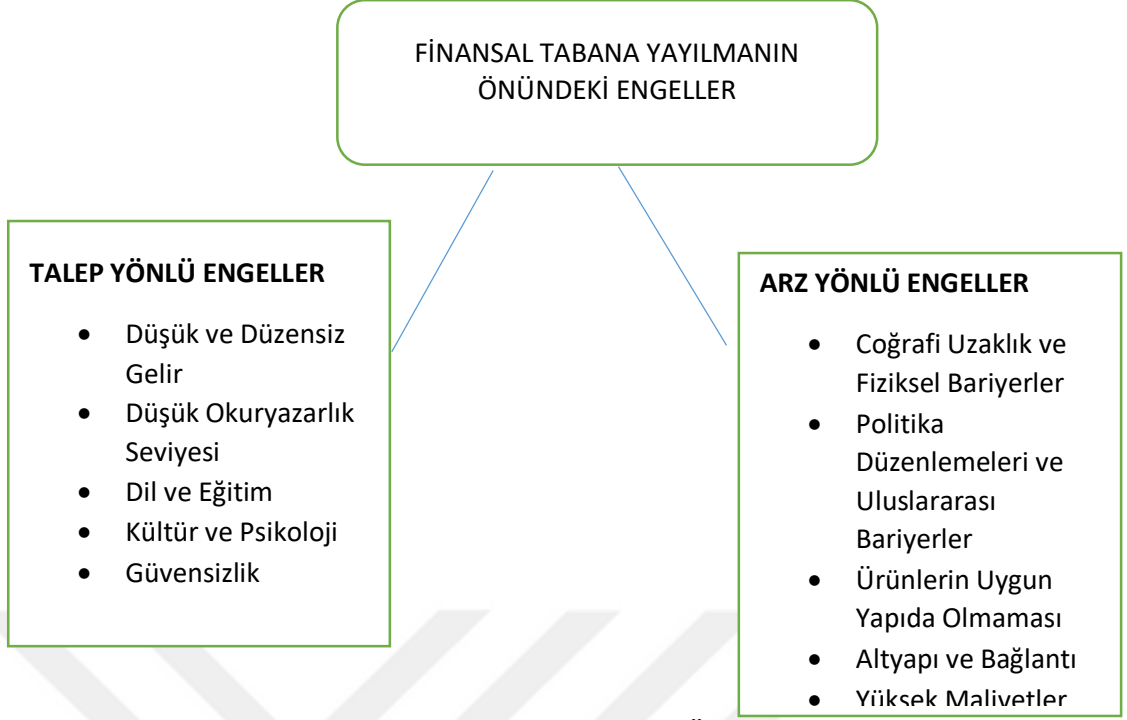 FİNANSAL TABANA YAYILMANIN
ÖNÜNDEKİ ENGELLER
TALEP YÖNLÜ ENGELLER
• Düşük ve Düzensiz
Gelir
• Düşük Okuryazarlık
Seviyesi
• Dil ve Eğitim
• Kültür ve Psikoloji
• Güvensizlik
ARZ YÖNLÜ ENGELLER
• Coğrafi Uzaklık ve
Fiziksel Bariyerler
• Politika
Düzenlemeleri ve
Uluslararası
Bariyerler
• Ürünlerin Uygun
Yapıda Olmaması
• Altyapı ve Bağlantı
• Yüksek Maliyetler